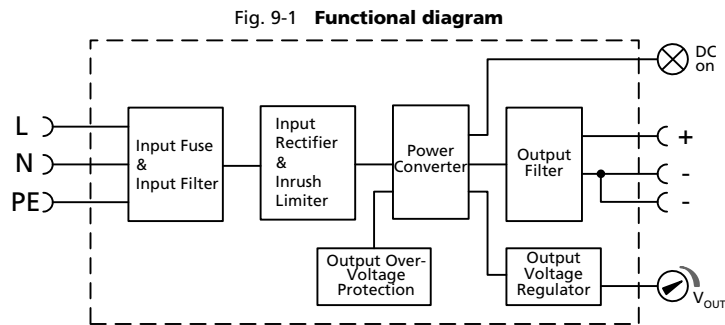 Fig. 9-1 Functional diagram
DC
on
L
N
PE
Input Fuse
&
Input Filter
Input
Rectifier
&
Inrush
Limiter
Power
Converter
Output
Filter
+
-
-
Output Over-
Voltage
Protection
Output
Voltage
Regulator
VOUT